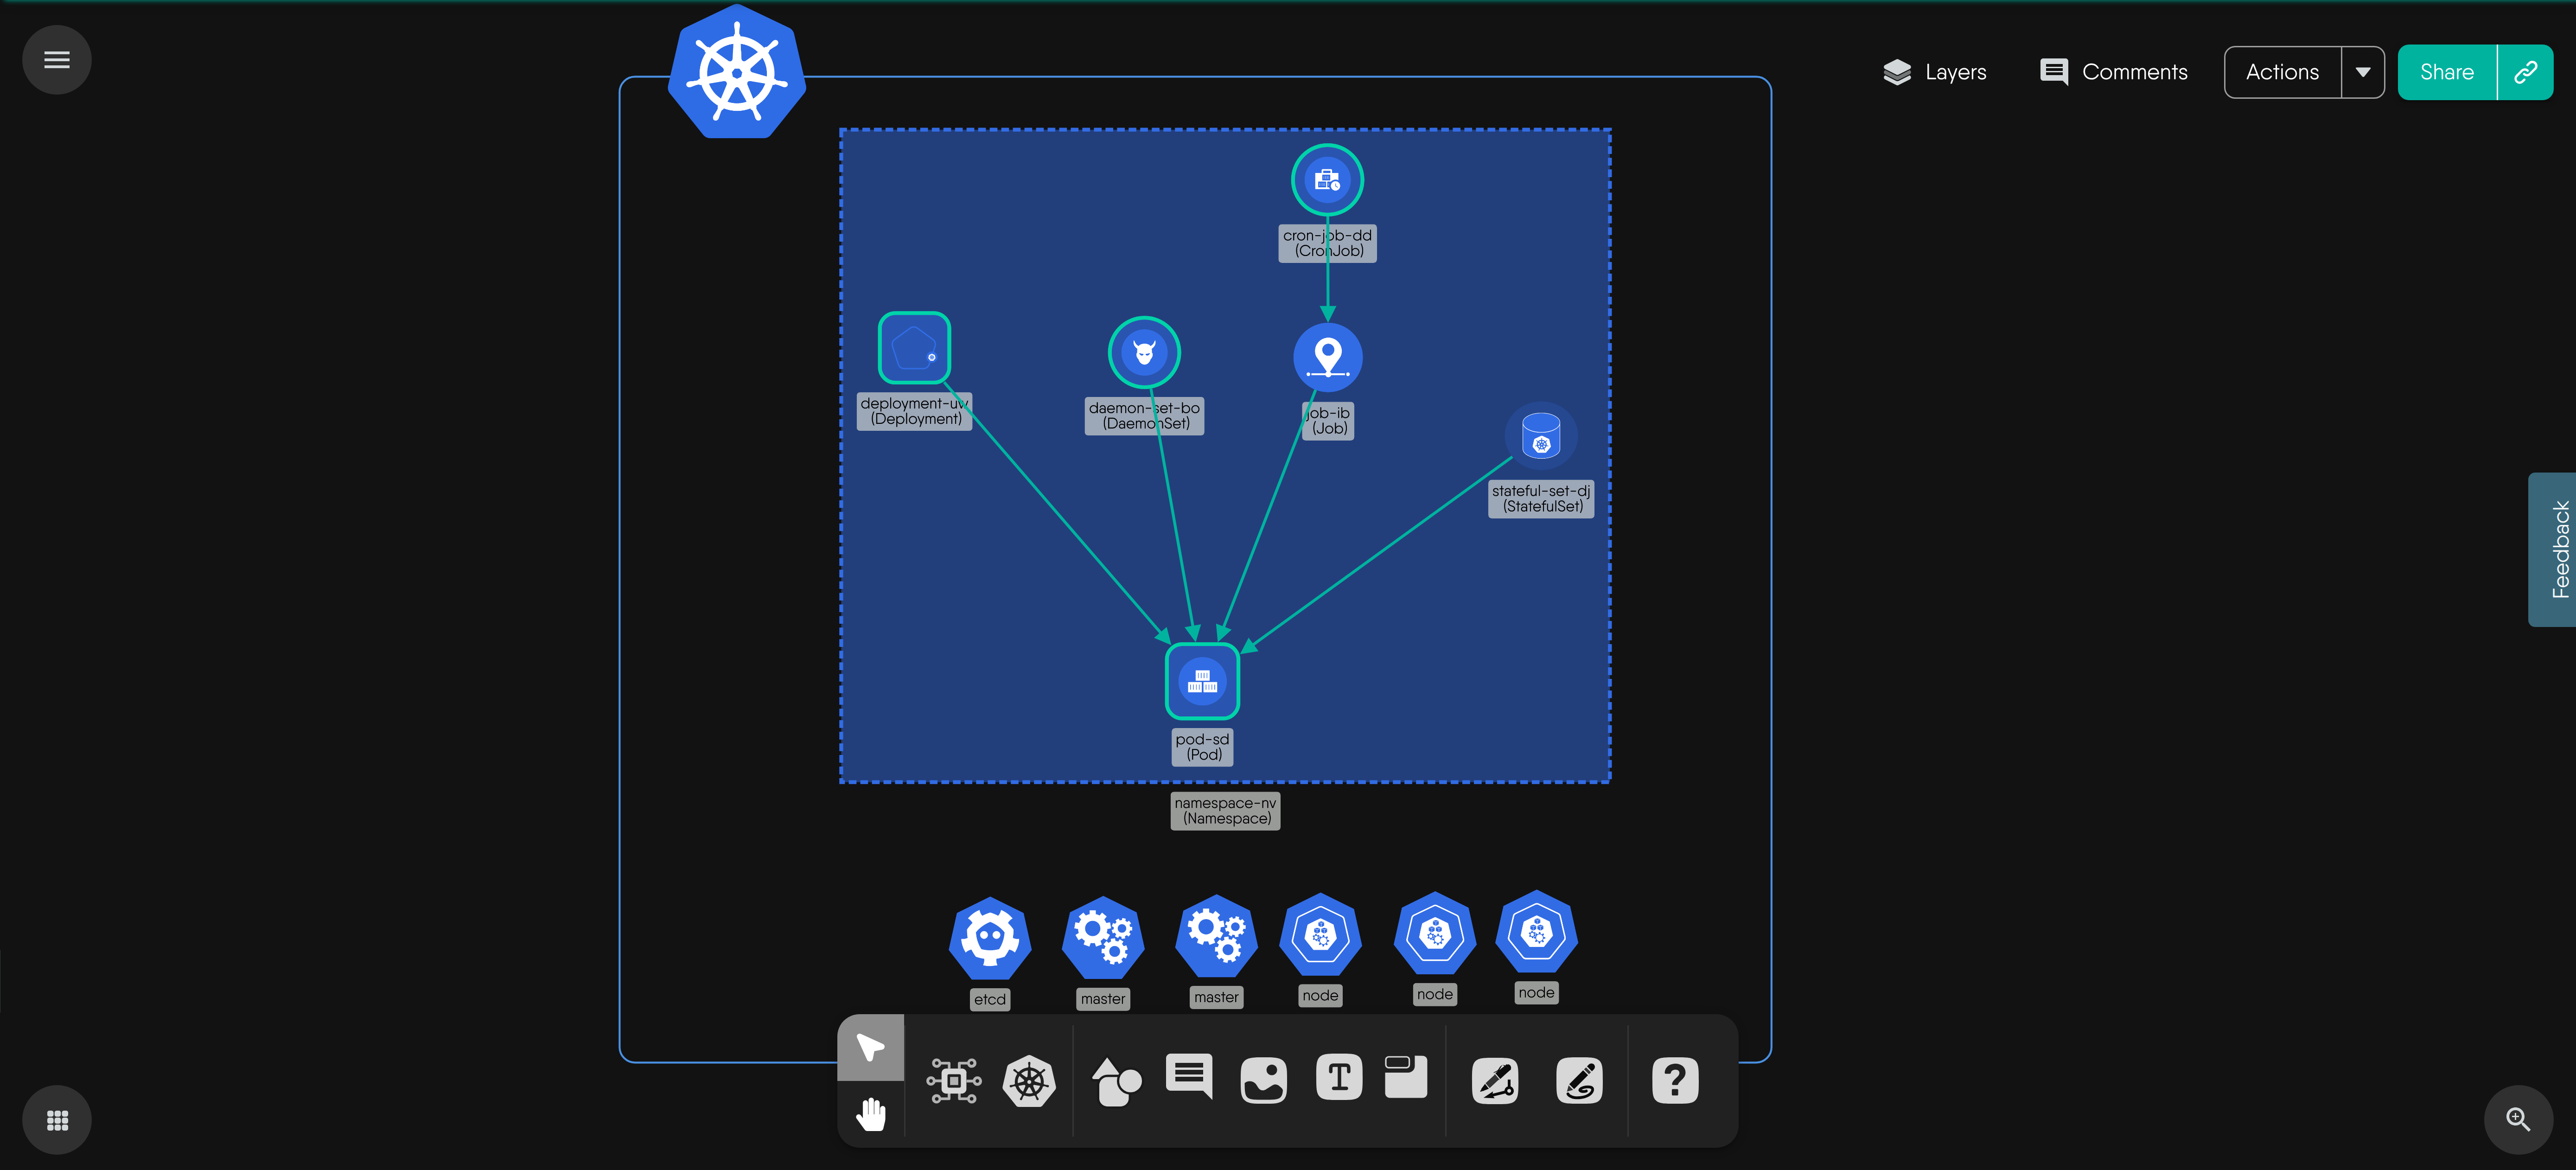 Layers
Comments
Actions
Share
cron-job-dd
(CronJob)
deployment-uv
(Deployment)
daemon-set-bo
(DaemonSet)
job-ib
(Job)
stateful-set-dj
(StatefulSet)
Feedback
pod-sd
(Pod)
namespace-nv
(Namespace)
etcd
master
master
node
node
node